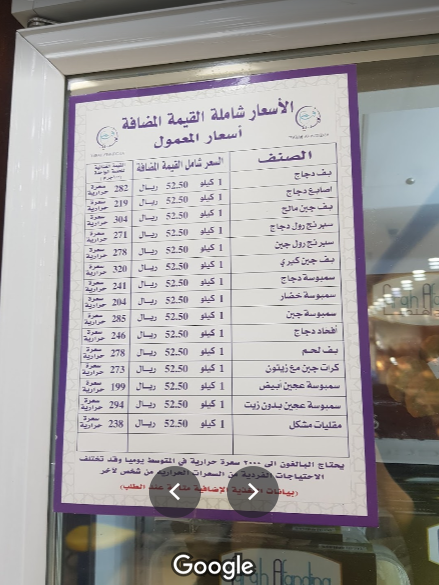 الأسعار شاملة القيمة المضافة
أسعار المعمول
الصنف السعر شامل القيمة المضافة
بف دجاج 1 كيلو 52.50 ريال 282 سعرة حرارية
اصابع دجاج 1 كيلو 52.50 ريال 219 سعرة حرارية
بف جبن مالح 1 كيلو 52.50 ريال 304 سعرة حرارية
سبرنج رول دجاج 1 كيلو 52.50 ريال 271 سعرة حرارية
سبرنج رول جبن 1 كيلو 52.50 ريال 278 سعرة حرارية
بف جبن كيري 1 كيلو 52.50 ريال 320 سعرة حرارية
سمبوسة دجاج 1 كيلو 52.50 ريال 241 سعرة حرارية
سمبوسة خضار 1 كيلو 52.50 ريال 204 سعرة حرارية
سمبوسة جبن 1 كيلو 52.50 ريال 285 سعرة حرارية
أفخاد دجاج 1 كيلو 52.50 ريال 246 سعرة حرارية
بف لحم 1 كيلو 52.50 ريال 278 سعرة حرارية
كرات جبن مع زيتون 1 كيلو 52.50 ريال 273 سعرة حرارية
سمبوسة عجين أبيض 1 كيلو 52.50 ريال 199 سعرة حرارية
سمبوسة عجين بدون زيت 1 كيلو 52.50 ريال 294 سعرة حرارية
مقليات مشكل 1 كيلو 52.50 ريال 238 سعرة حرارية
يحتاج البالغون الى ٢٠٠٠ سعرة حرارية في المتوسط يوميا وقد تختلف
الاحتياجات الفردية من السعرات الحرارية من شخص لآخر
الإضافية عند الطلب)
Google